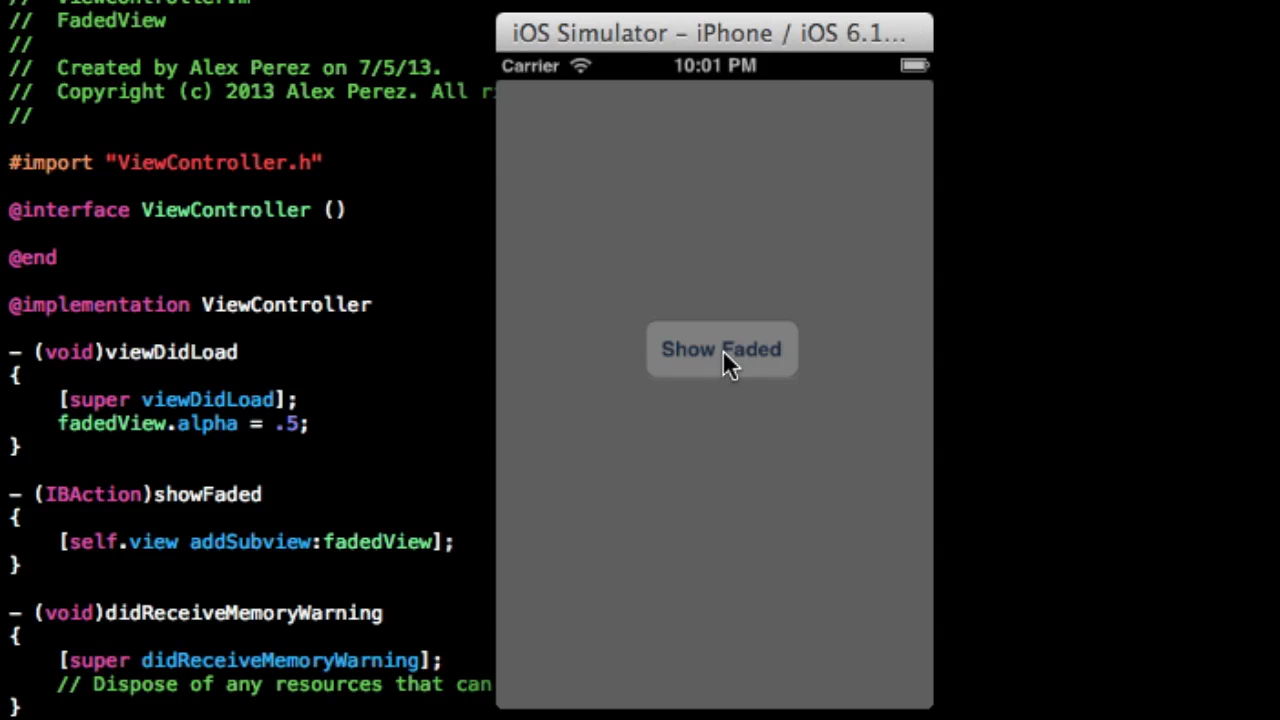 // ViewController.m
// FadedView
//
// Created by Alex Perez on 7/5/13.
// Copyright (c) 2013 Alex Perez. All
//
#import "ViewController.h"
@interface ViewController ()
@end
@implementation ViewController
- (void)viewDidLoad
{
[super viewDidLoad];
fadedView.alpha = .5;
}
- (IBAction)showFaded
{
[self.view addSubview:fadedView];
}
- (void)didReceiveMemoryWarning
{
[super didReceiveMemoryWarning];
// Dispose of any resources that can
}
iOS Simulator - iPhone / iOS 6.1...
Carrier 10:01 PM
Show Faded